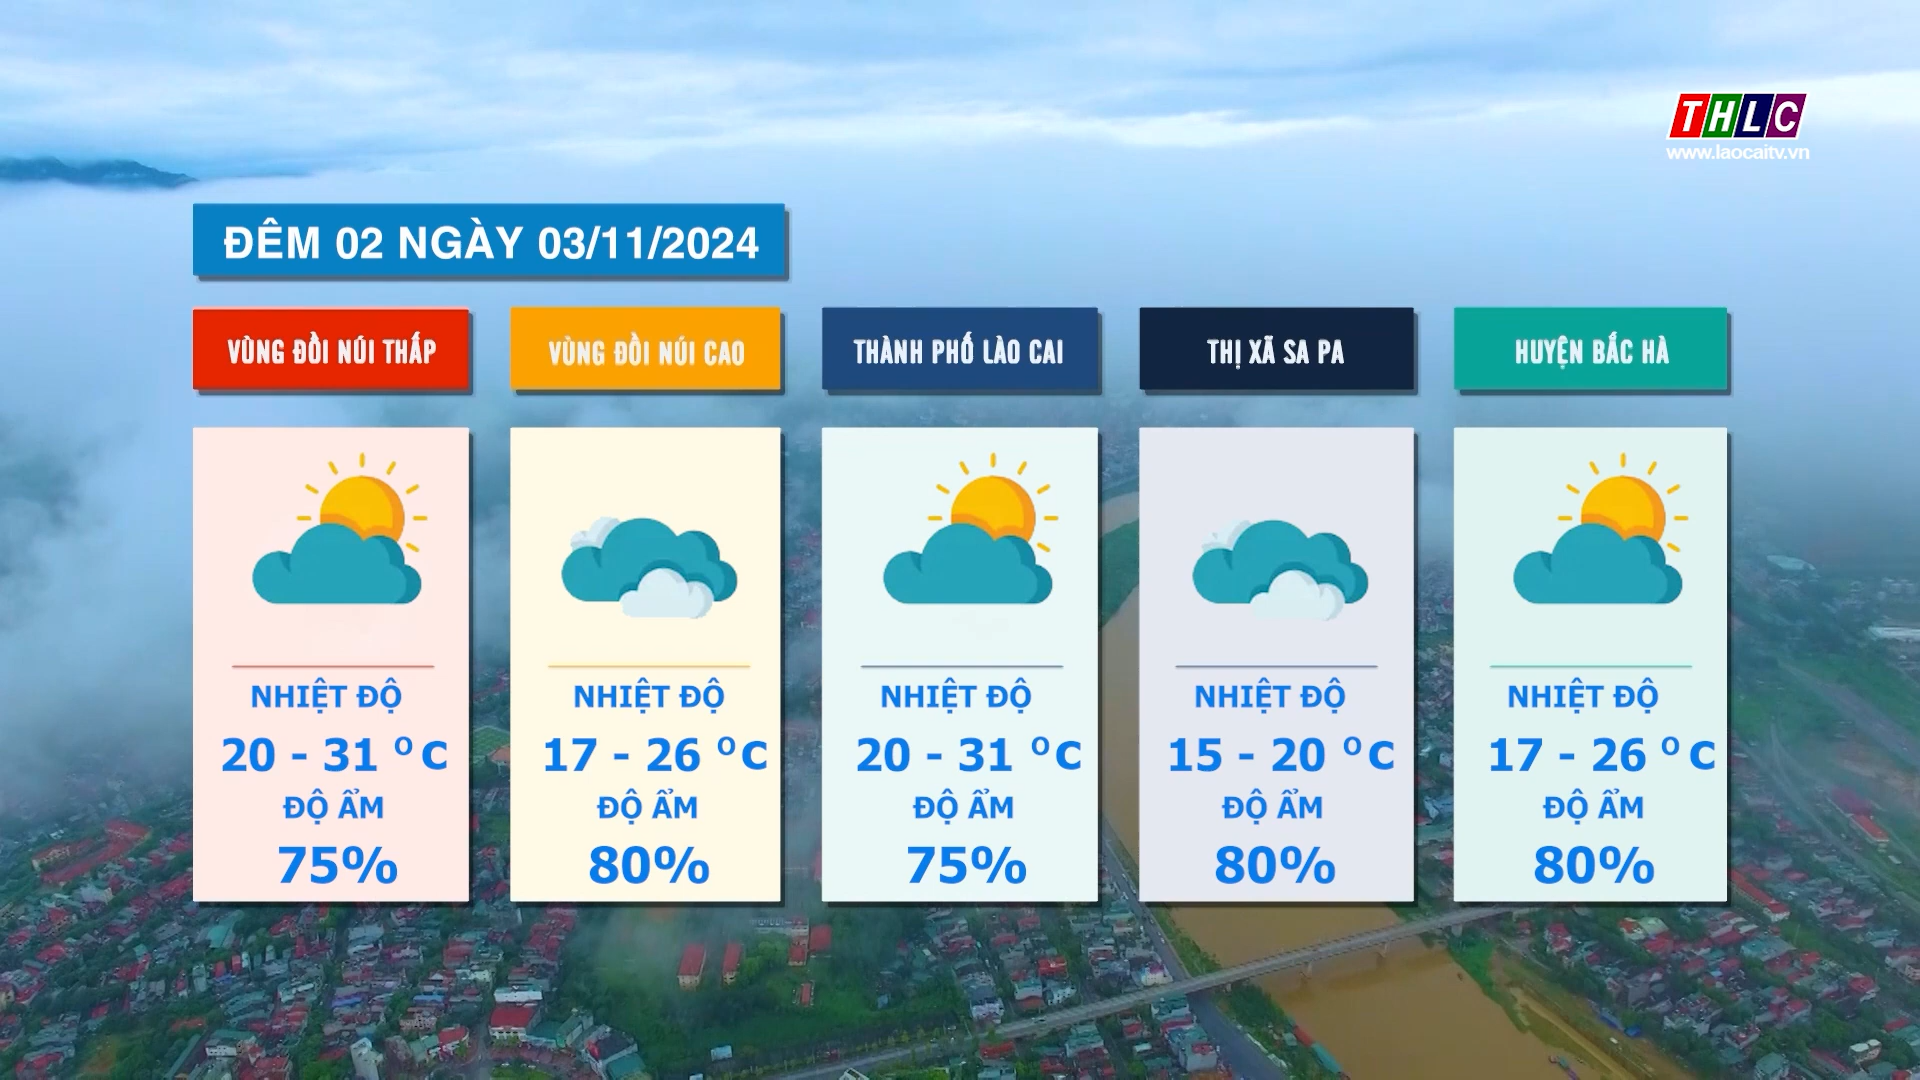 THLC
www.laocaitv.vn
ĐÊM 02 NGÀY 03/11/2024
VÙNG ĐỒI NÚI THẤP
VÙNG ĐỒI NÚI CAO
THÀNH PHỐ LÀO CAI
THỊ XÃ SA PA
HUYỆN BẮC HÀ
NHIỆT ĐỘ
20 - 31 °C
ĐỘ ẨM
75%
NHIỆT ĐỘ
17 - 26 °C
ĐỘ ẨM
80%
NHIỆT ĐỘ
20 - 31 °C
ĐỘ ẨM
75%
NHIỆT ĐỘ
15 - 20 °C
ĐỘ ẨM
80%
NHIỆT ĐỘ
17 - 26 °C
ĐỘ ẨM
80%